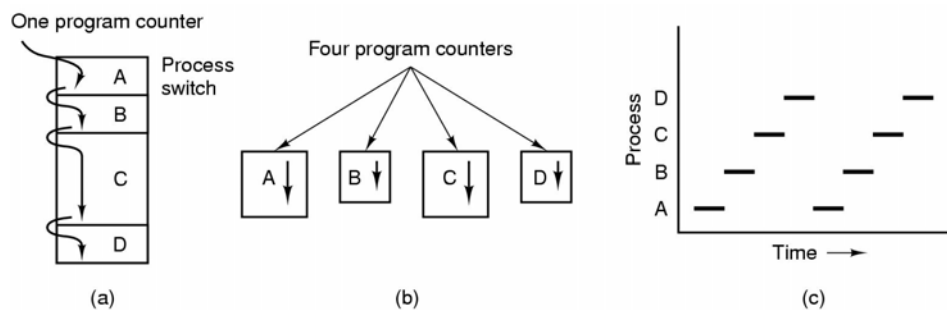 One program counter
Process
switch
A
B
C
D
(a)
Four program counters
A
B
C
D
(b)
Process
D
C
B
A
Time
(c)